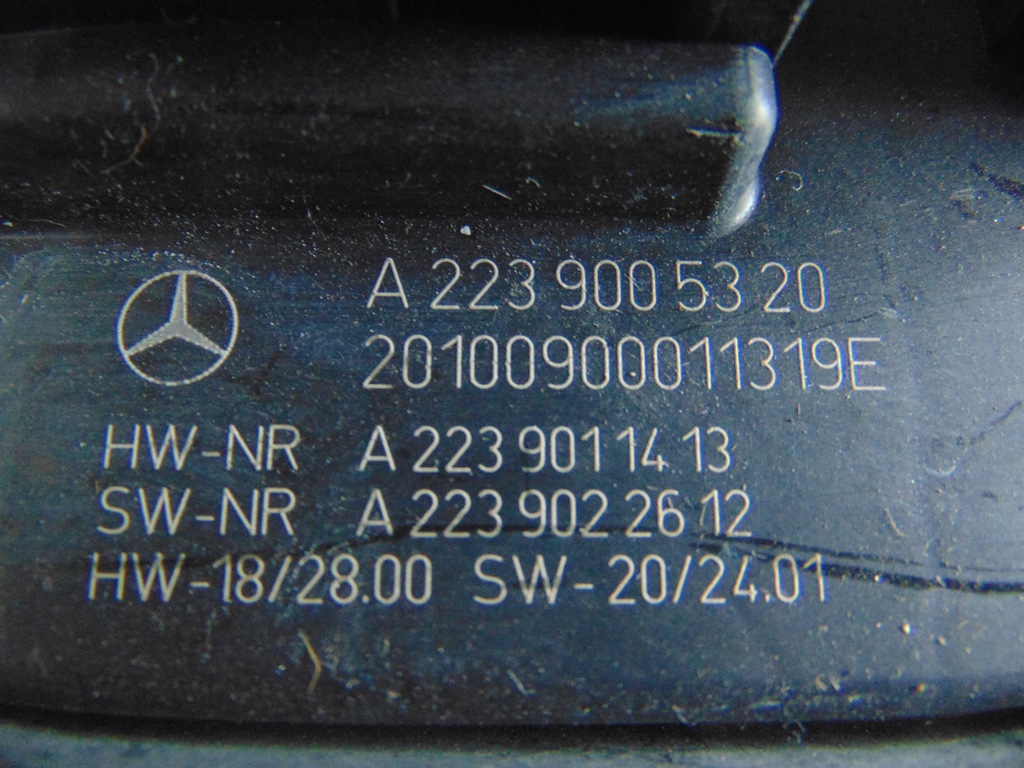 A 223 900 53 20
20100900011319E
HW-NR A 223 901 14 13
SW-NR A 223 902 26 12
HW-18/28.00 SW-20/24.01